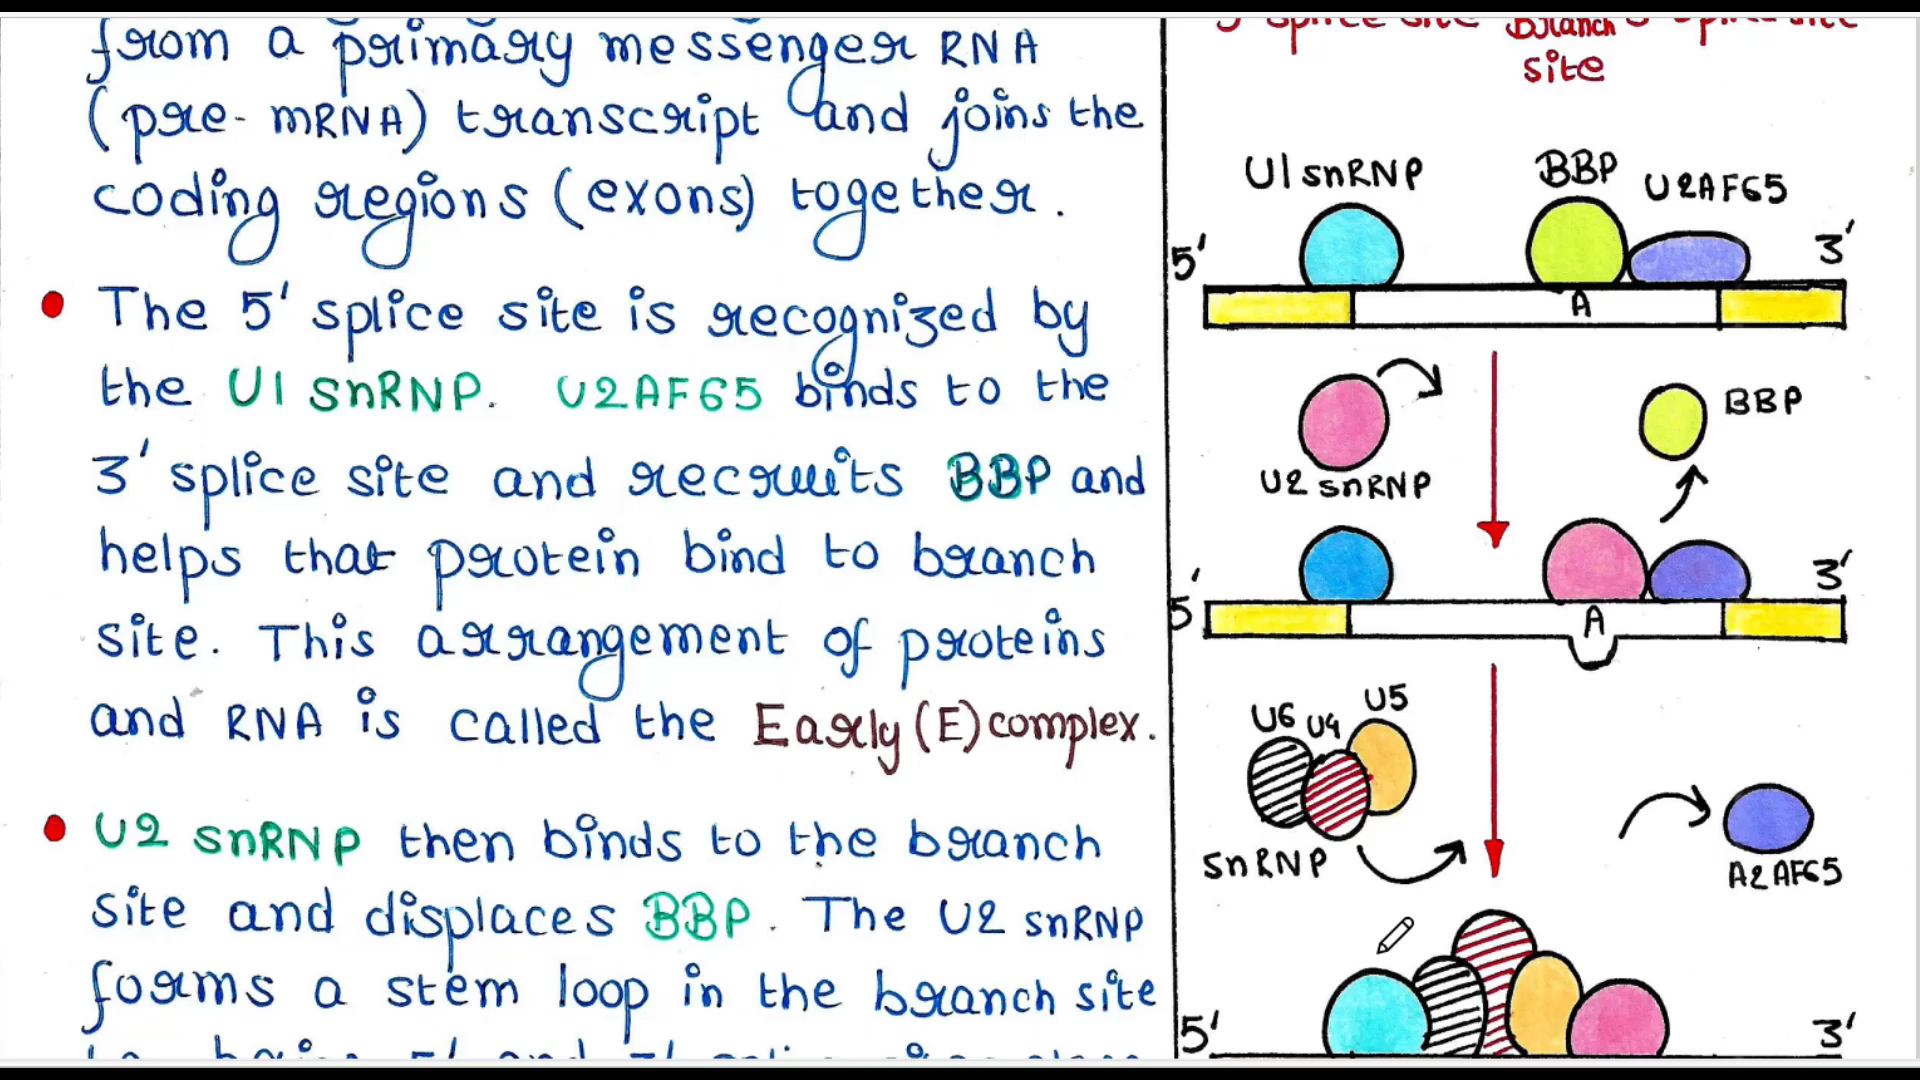 from a primary messenger RNA
(pre-mRNA) transcript and joins the
coding regions (exons) together.
• The 5' splice site is recognized by
the U1 snRNP. U2AF65 binds to the
3' splice site and recruits BBP and
helps that protein bind to branch
site. This arrangement of proteins
and RNA is called the Early (E) complex.
• U2 snRNP then binds to the branch
site and displaces BBP. The U2 snRNP
forms a stem loop in the branch site
splice site Branch
site
U1 snRNP BBP U2AF65
5' 3'
A
U2 snRNP
BBP
5' 3'
A
U6 U4 U5
snRNP
A2AF65
5' 3'